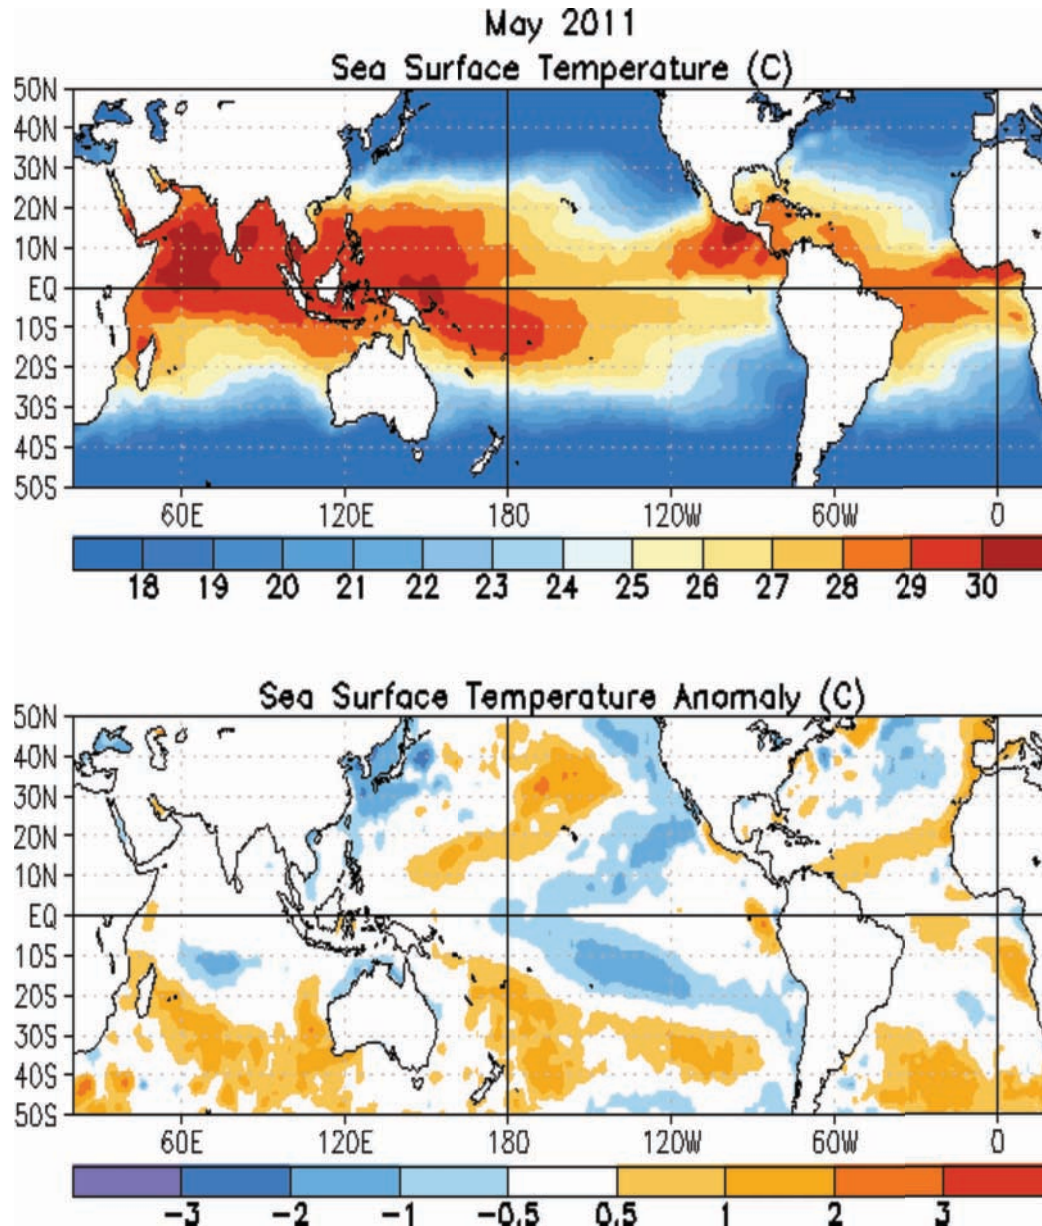 May 2011
Sea Surface Temperature (C)
50N
40N
30N
20N
10N
EQ
10S
20S
30S
40S
50S
60E 120E 180 120W 60W 0
18 19 20 21 22 23 24 25 26 27 28 29 30
Sea Surface Temperature Anomaly (C)
50N
40N
30N
20N
10N
EQ
10S
20S
30S
40S
50S
60E 120E 180 120W 60W 0
-3 -2 -1 -0.5 0.5 1 2 3